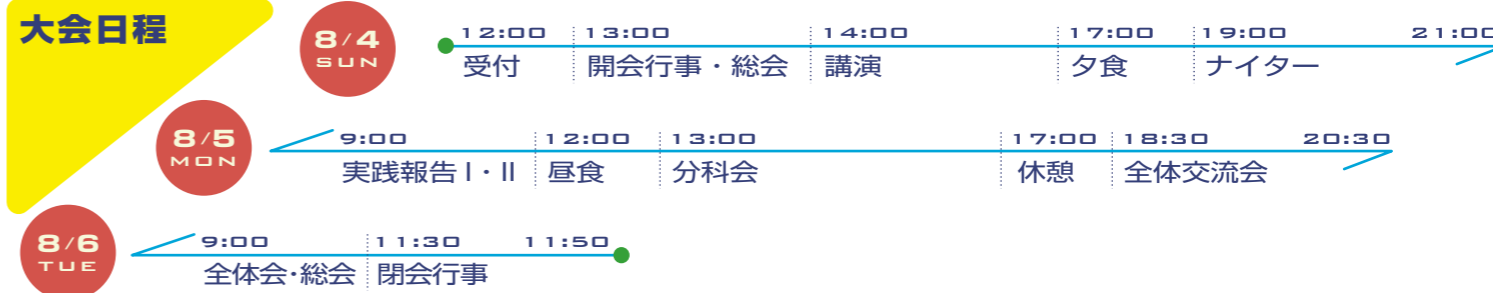 大会日程
8/4
SUN
12:00 13:00 14:00 17:00 19:00 21:00
受付 開会行事・総会 講演 夕食 ナイター
8/5
MON
9:00 12:00 13:00 17:00 18:30 20:30
実践報告Ⅰ・Ⅱ 昼食 分科会 休憩 全体交流会
8/6
TUE
9:00 11:30 11:50
全体会・総会 閉会行事